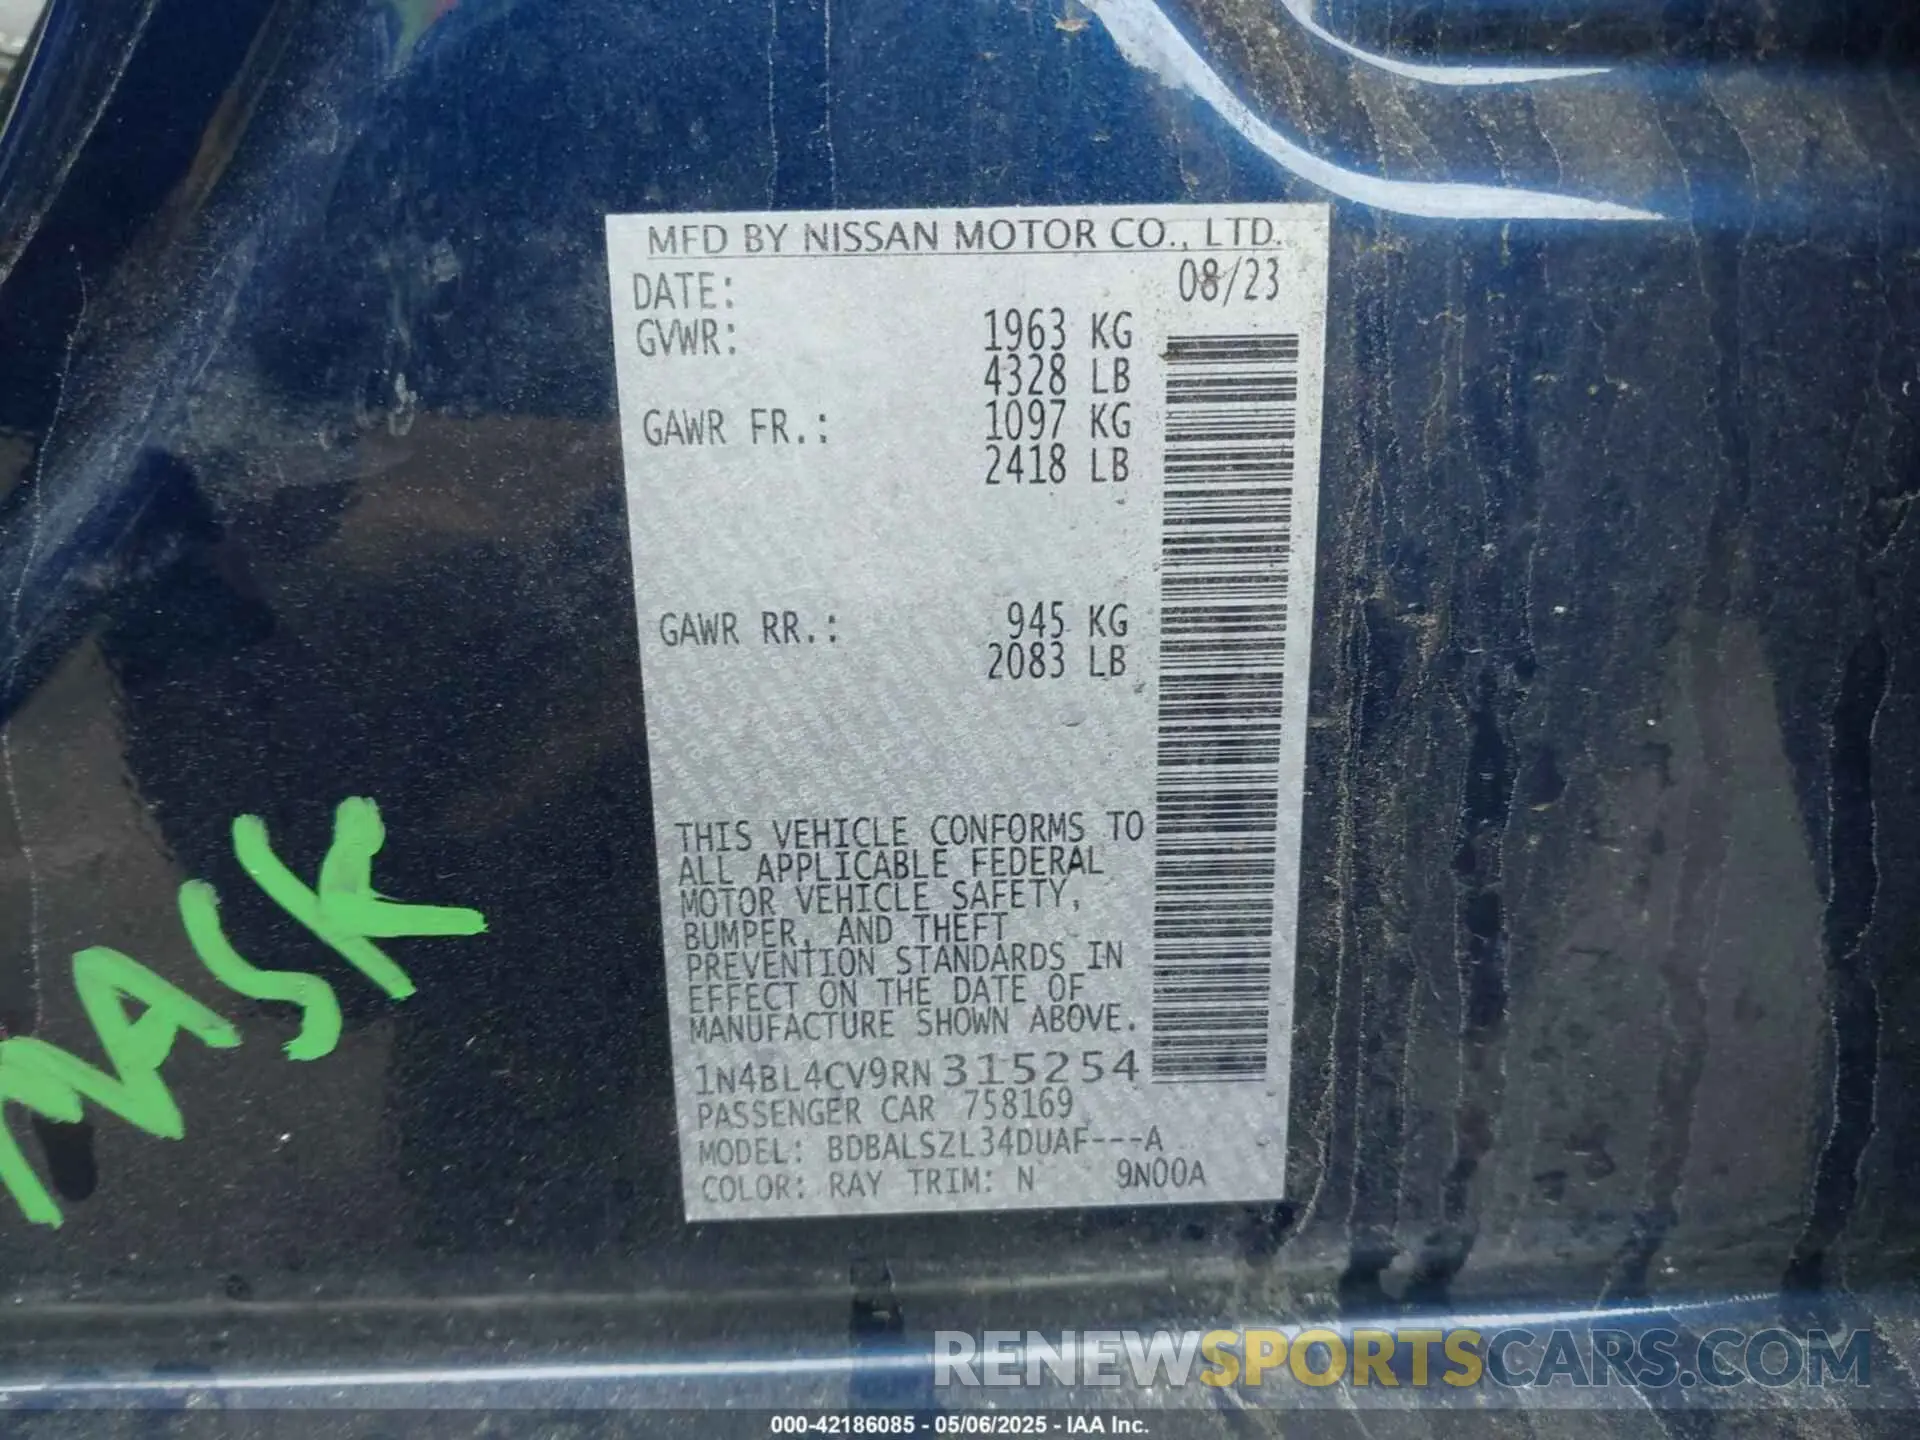 MFD BY NISSAN MOTOR CO., LTD.
DATE: 08/23
GVWR: 1963 KG
4328 LB
GAWR FR.: 1097 KG
2418 LB
GAWR RR.: 945 KG
2083 LB
THIS VEHICLE CONFORMS TO
ALL APPLICABLE FEDERAL
MOTOR VEHICLE SAFETY,
BUMPER, AND THEFT
PREVENTION STANDARDS IN
EFFECT ON THE DATE OF
MANUFACTURE SHOWN ABOVE.
1N4BL4CV9RN315254
PASSENGER CAR 758169
MODEL: BDBALSZL34DUAF---A
COLOR: RAY TRIM: N 9N00A
MASK
RENEWSPORTSCARS.COM
000-42186085 - 05/06/2025 - IAA Inc.